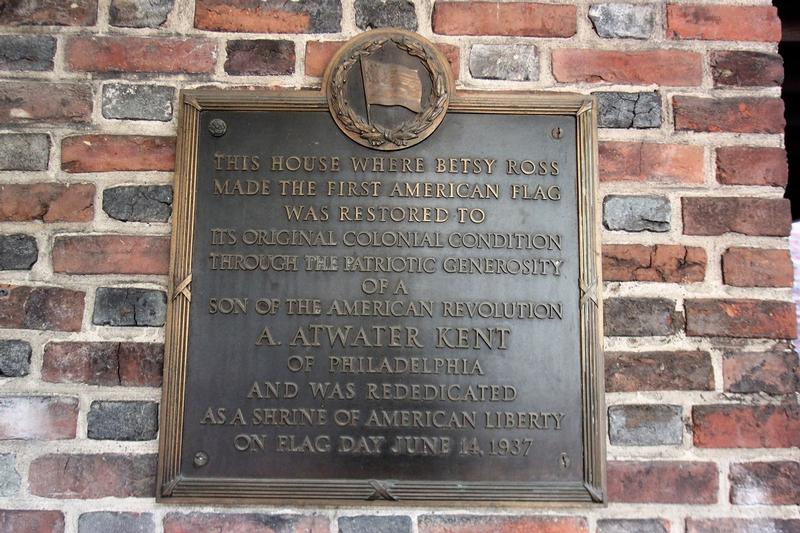 THIS HOUSE WHERE BETSY ROSS
MADE THE FIRST AMERICAN FLAG
WAS RESTORED TO
ITS ORIGINAL COLONIAL CONDITION
THROUGH THE PATRIOTIC GENEROSITY
OF A
SON OF THE AMERICAN REVOLUTION
A. ATWATER KENT
OF PHILADELPHIA
AND WAS REDEDICATED
AS A SHRINE OF AMERICAN LIBERTY
ON FLAG DAY JUNE 14, 1937